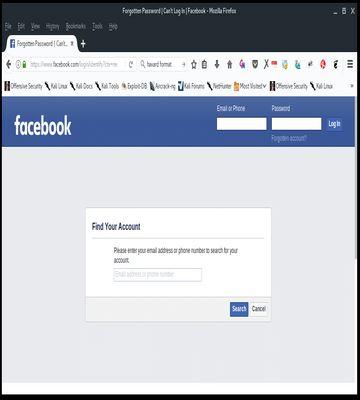 Forgotten Password | Can't Log In | Facebook - Mozilla Firefox
File Edit View History Bookmarks Tools Help
Forgotten Password | Can't...
https://www.facebook.com/login/identify/?ctx=re
haward format
Offensive Security Kali Linux Kali Docs Kali Tools Exploit-DB Aircrack-ng Kali Forums NetHunter Most Visited Offensive Security Kali Linux
facebook
Email or Phone Password
Log In
Forgotten account?
Find Your Account
Please enter your email address or phone number to search for your
account.
Email address or phone number
Search Cancel